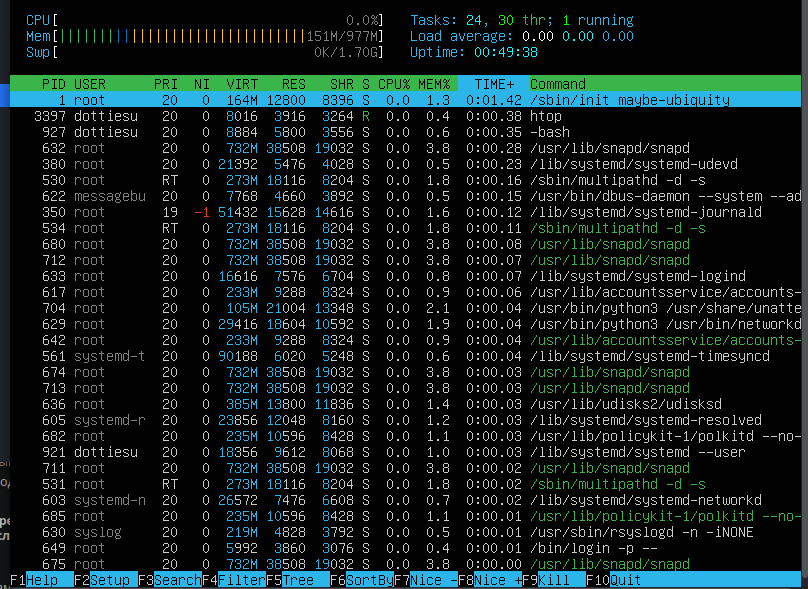 CPU[ 0.0%] Tasks: 24, 30 thr; 1 running
Mem[||||||||||||||||||||||||||||||||151M/977M] Load average: 0.00 0.00 0.00
Swp[ 0K/1.70G] Uptime: 00:49:38
PID USER PRI NI VIRT RES SHR S CPU% MEM% TIME+ Command
1 root 20 0 164M 12800 8396 S 0.0 1.3 0:01.42 /sbin/init maybe-ubiquity
3397 dottiesu 20 0 8016 3916 3264 R 0.0 0.4 0:00.38 htop
927 dottiesu 20 0 8884 5800 3556 S 0.0 0.6 0:00.35 -bash
632 root 20 0 732M 38508 19032 S 0.0 3.8 0:00.28 /usr/lib/snapd/snapd
380 root 20 0 21392 5476 4028 S 0.0 0.5 0:00.23 /lib/systemd/systemd-udevd
530 root RT 0 273M 18116 8204 S 0.0 1.8 0:00.16 /sbin/multipathd -d -s
622 messagebu 20 0 7768 4660 3892 S 0.0 0.5 0:00.15 /usr/bin/dbus-daemon --system --ad
350 root 19 -1 51432 15628 14616 S 0.0 1.6 0:00.12 /lib/systemd/systemd-journald
534 root RT 0 273M 18116 8204 S 0.0 1.8 0:00.11 /sbin/multipathd -d -s
680 root 20 0 732M 38508 19032 S 0.0 3.8 0:00.08 /usr/lib/snapd/snapd
712 root 20 0 732M 38508 19032 S 0.0 3.8 0:00.07 /usr/lib/snapd/snapd
633 root 20 0 16616 7576 6704 S 0.0 0.8 0:00.07 /lib/systemd/systemd-logind
617 root 20 0 233M 9288 8324 S 0.0 0.9 0:00.06 /usr/lib/accountsservice/accounts-
704 root 20 0 105M 21004 13348 S 0.0 2.1 0:00.04 /usr/bin/python3 /usr/share/unatte
629 root 20 0 29416 18604 10592 S 0.0 1.9 0:00.04 /usr/bin/python3 /usr/bin/networkd
642 root 20 0 233M 9288 8324 S 0.0 0.9 0:00.04 /usr/lib/accountsservice/accounts-
561 systemd-t 20 0 90188 6020 5248 S 0.0 0.6 0:00.04 /lib/systemd/systemd-timesyncd
674 root 20 0 732M 38508 19032 S 0.0 3.8 0:00.03 /usr/lib/snapd/snapd
713 root 20 0 732M 38508 19032 S 0.0 3.8 0:00.03 /usr/lib/snapd/snapd
636 root 20 0 385M 13800 11836 S 0.0 1.4 0:00.03 /usr/lib/udisks2/udisksd
605 systemd-r 20 0 23856 12048 8160 S 0.0 1.2 0:00.03 /lib/systemd/systemd-resolved
682 root 20 0 235M 10596 8428 S 0.0 1.1 0:00.03 /usr/lib/policykit-1/polkitd --no-
921 dottiesu 20 0 18356 9612 8068 S 0.0 1.0 0:00.03 /lib/systemd/systemd --user
711 root 20 0 732M 38508 19032 S 0.0 3.8 0:00.02 /usr/lib/snapd/snapd
531 root RT 0 273M 18116 8204 S 0.0 1.8 0:00.02 /sbin/multipathd -d -s
603 systemd-n 20 0 26572 7476 6608 S 0.0 0.7 0:00.02 /lib/systemd/systemd-networkd
685 root 20 0 235M 10596 8428 S 0.0 1.1 0:00.01 /usr/lib/policykit-1/polkitd --no-
630 syslog 20 0 219M 4828 3792 S 0.0 0.5 0:00.01 /usr/sbin/rsyslogd -n -iNONE
649 root 20 0 5992 3860 3076 S 0.0 0.4 0:00.01 /bin/login -p --
675 root 20 0 732M 38508 19032 S 0.0 3.8 0:00.00 /usr/lib/snapd/snapd
F1Help F2Setup F3SearchF4FilterF5Tree F6SortByF7Nice -F8Nice +F9Kill F10Quit